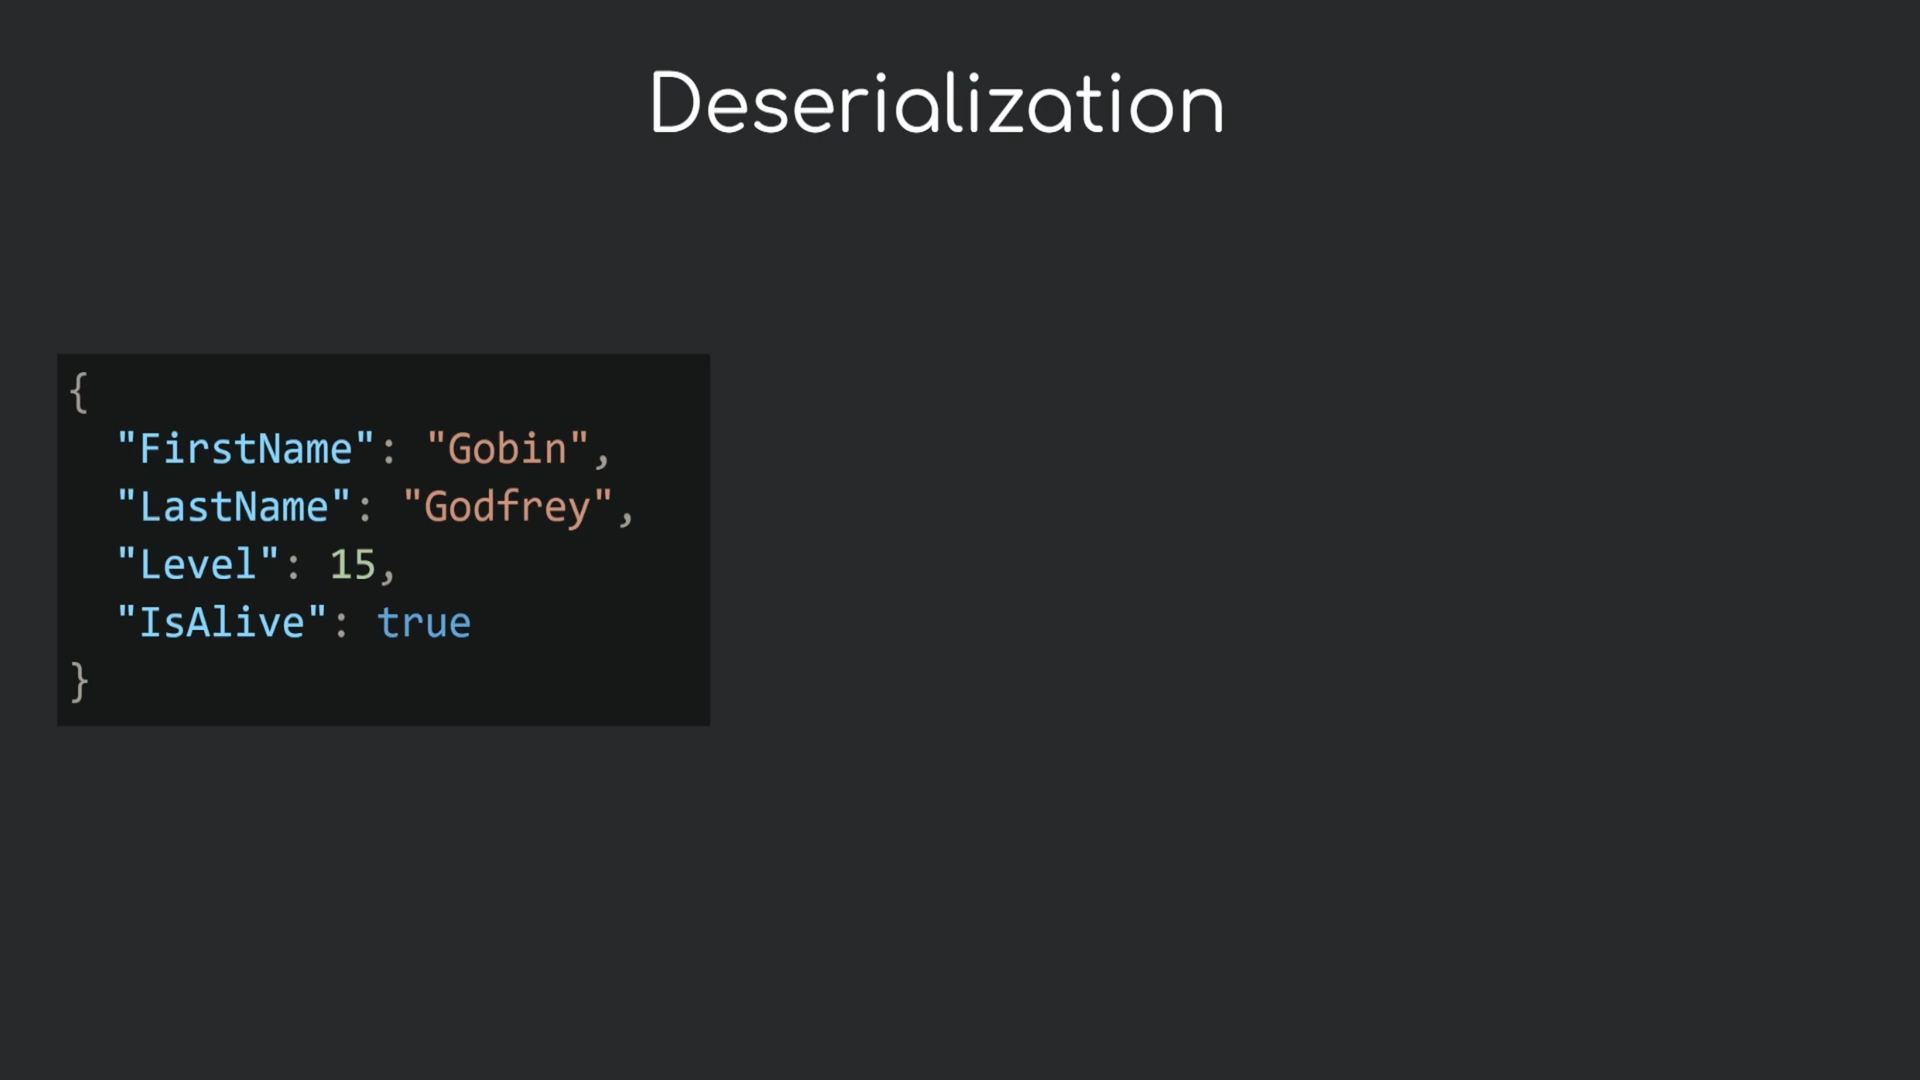 Deserialization
{
"FirstName": "Gobin",
"LastName": "Godfrey",
"Level": 15,
"IsAlive": true
}